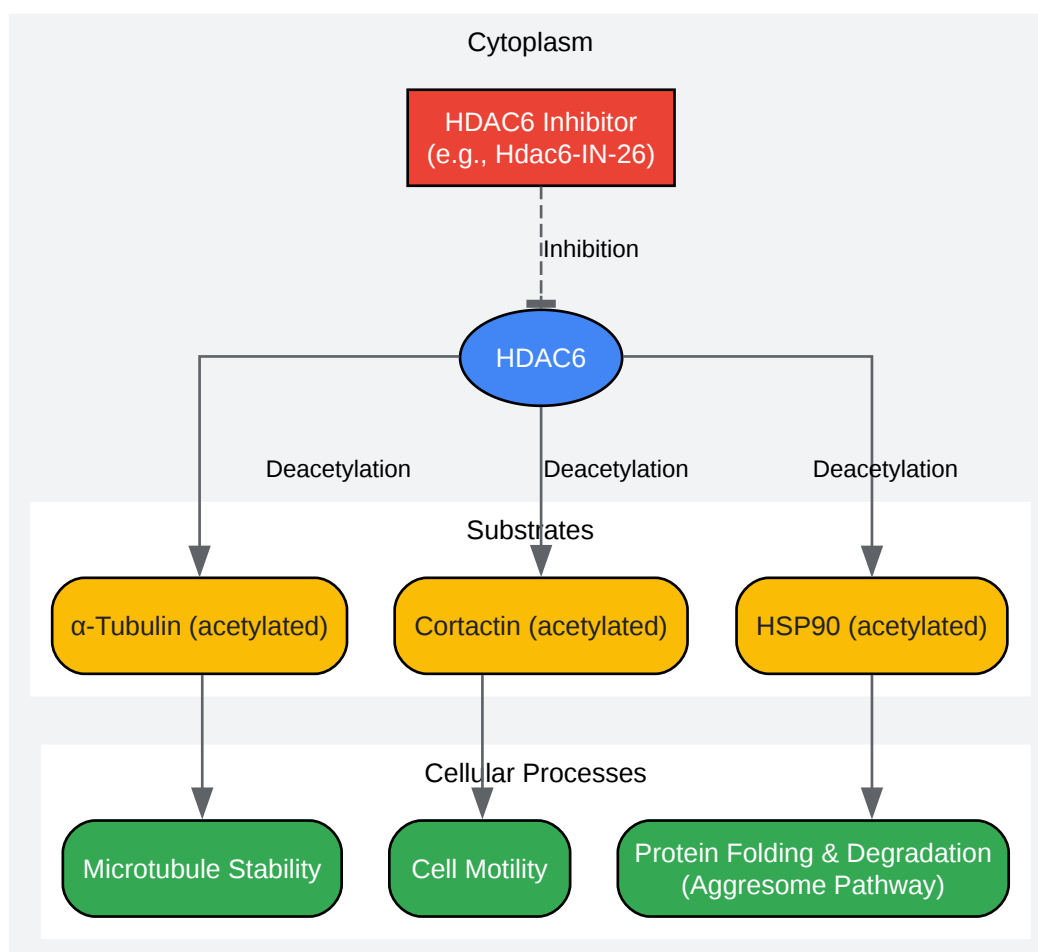 Cytoplasm
HDAC6 Inhibitor
(e.g., Hdac6-IN-26)
Inhibition
HDAC6
Deacetylation
Deacetylation
Deacetylation
Substrates
α-Tubulin (acetylated)
Cortactin (acetylated)
HSP90 (acetylated)
Cellular Processes
Microtubule Stability
Cell Motility
Protein Folding & Degradation
(Aggresome Pathway)